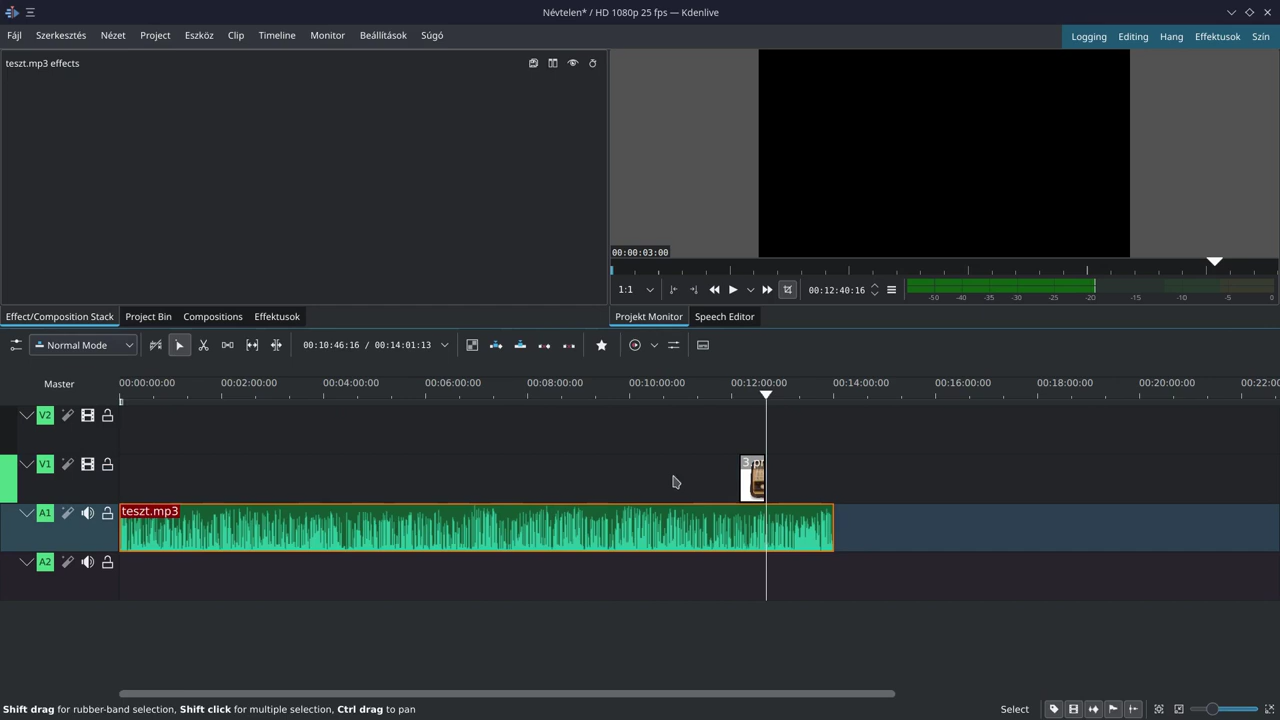 Névtelen* / HD 1080p 25 fps — Kdenlive
Fájl Szerkesztés Nézet Project Eszköz Clip Timeline Monitor Beállítások Súgó
Logging Editing Hang Effektusok Szín
teszt.mp3 effects
00:00:03:00
1:1
00:12:40:16
-50 -40 -35 -30 -25 -20 -15 -10 -5 0
Effect/Composition Stack Project Bin Compositions Effektusok
Projekt Monitor Speech Editor
Normal Mode
00:10:46:16 / 00:14:01:13
Master
00:00:00:00 00:02:00:00 00:04:00:00 00:06:00:00 00:08:00:00 00:10:00:00 00:12:00:00 00:14:00:00 00:16:00:00 00:18:00:00 00:20:00:00 00:22:00
V2
V1
3.pr
A1
teszt.mp3
A2
Shift drag for rubber-band selection, Shift click for multiple selection, Ctrl drag to pan
Select